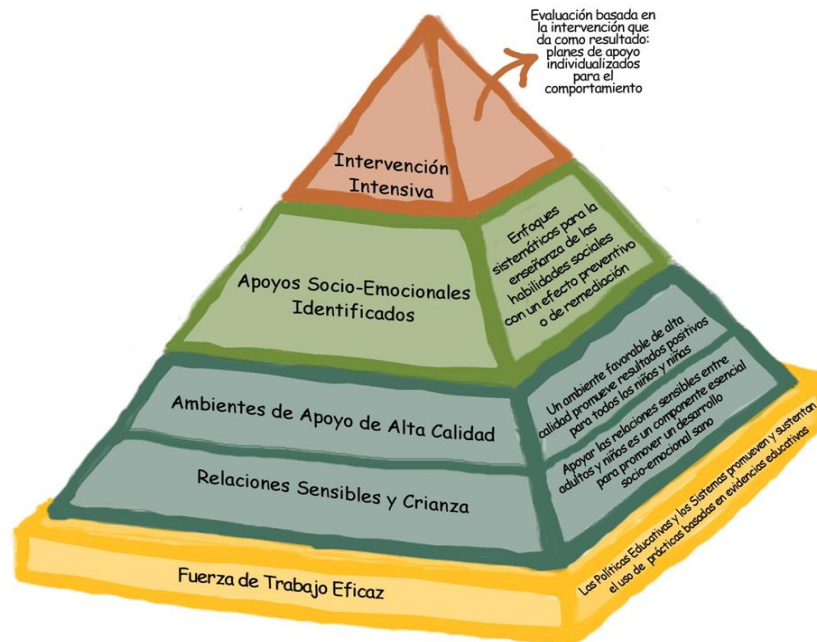 Evaluación basada en
la intervención que
da como resultado:
planes de apoyo
individualizados
para el
comportamiento
Intervención
Intensiva
Enfoques
sistemáticos para la
enseñanza de las
habilidades sociales
con un efecto preventivo
o de remediación
Apoyos Socio-Emocionales
Identificados
Un ambiente favorable de alta
calidad promueve resultados positivos
para todos los niños y niñas
Ambientes de Apoyo de Alta Calidad
Apoyar las relaciones sensibles entre
adultos y niños es un componente esencial
para promover un desarrollo
socio-emocional sano
Relaciones Sensibles y Crianza
Las Políticas Educativas y los Sistemas promueven y sustentan
el uso de prácticas basadas en evidencias educativas
Fuerza de Trabajo Eficaz